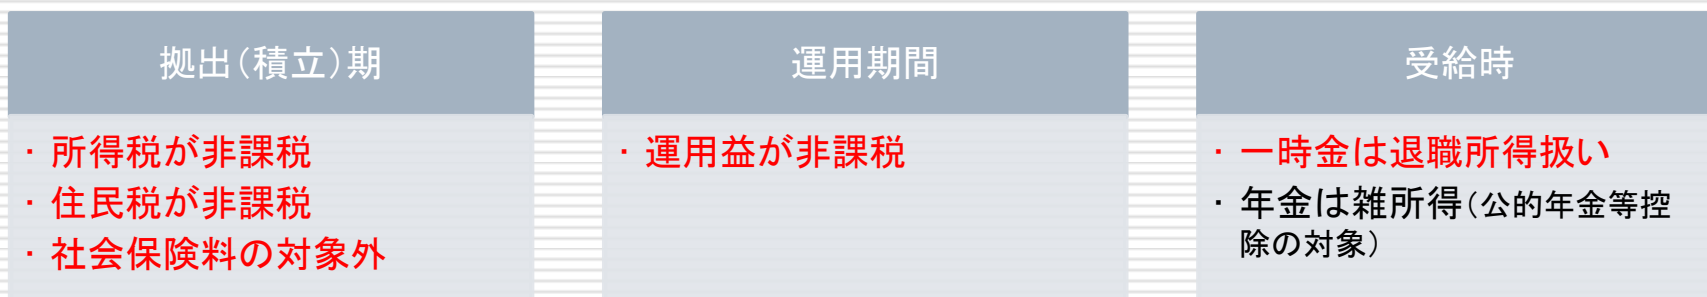 拠出（積立）期
・所得税が非課税
・住民税が非課税
・社会保険料の対象外
運用期間
・運用益が非課税
受給時
・一時金は退職所得扱い
・年金は雑所得（公的年金等控
除の対象）